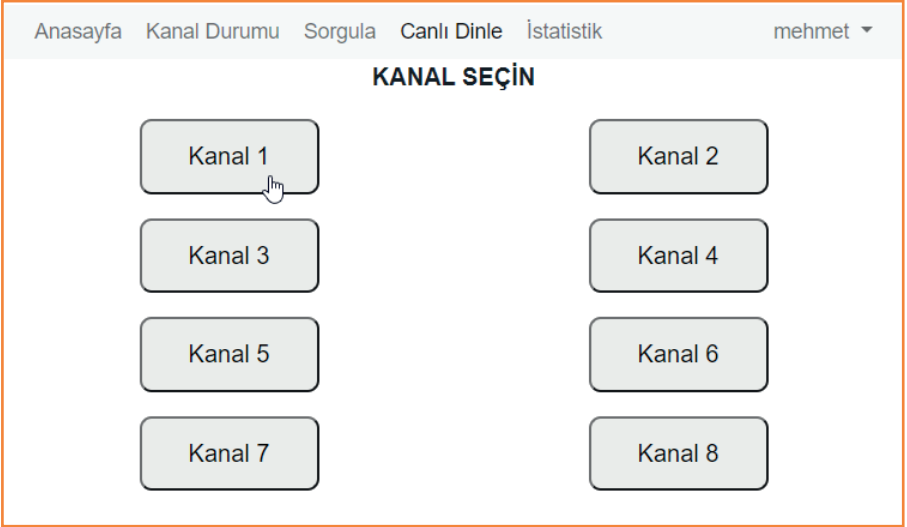 Anasayfa Kanal Durumu Sorgula Canlı Dinle İstatistik mehmet
KANAL SEÇİN
Kanal 1 Kanal 2
Kanal 3 Kanal 4
Kanal 5 Kanal 6
Kanal 7 Kanal 8